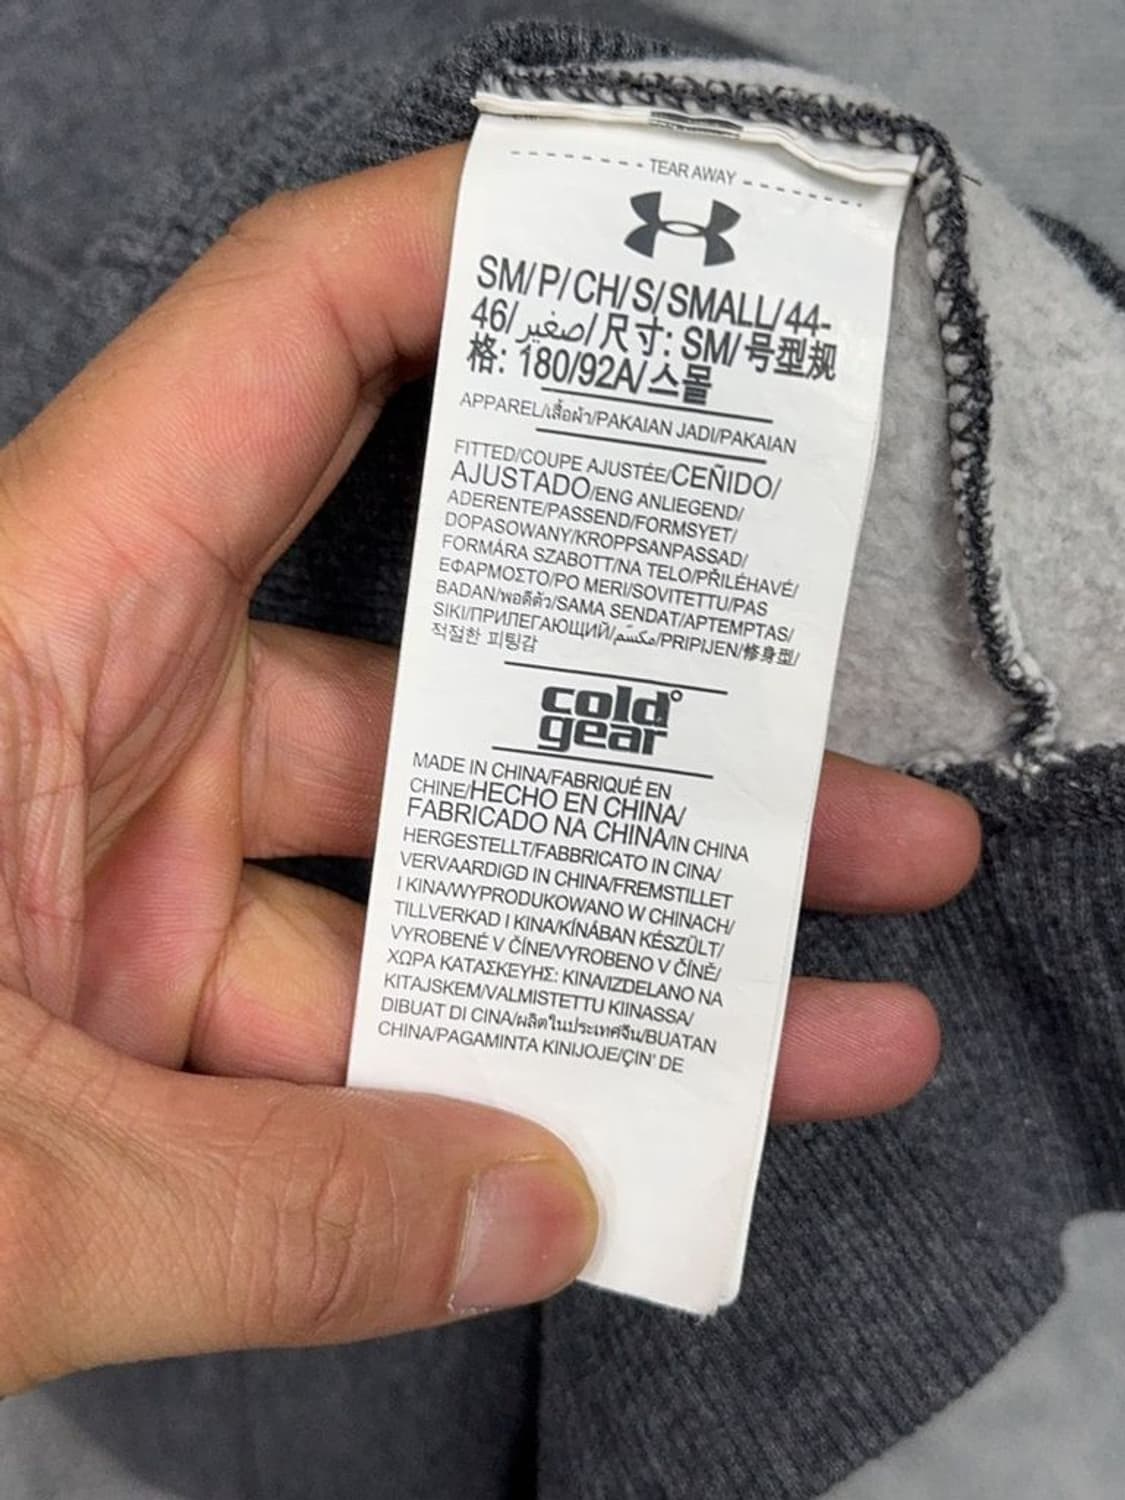 TEAR AWAY
SM/P/CH/S/SMALL/44-
46/صغير/尺寸: SM/号型规
格: 180/92A/스몰
APPAREL/เสื้อผ้า/PAKAIAN JADI/PAKAIAN
FITTED/COUPE AJUSTÉE/CEÑIDO/
AJUSTADO/ENG ANLIEGEND/
ADERENTE/PASSEND/FORMSYET/
DOPASOWANY/KROPPSANPASSAD/
FORMÁRA SZABOTT/NA TELO/PŘILÉHAVÉ/
ΕΦΑΡΜΟΣΤΟ/PO MERI/SOVITETTU/PAS
BADAN/พอดีตัว/SAMA SENDAT/APTEMPTAS/
SIKI/ПРИЛЕГАЮЩИЙ/مكسّم/PRIPIJEN/修身型/
적절한 피팅감
cold°
gear
MADE IN CHINA/FABRIQUÉ EN
CHINE/HECHO EN CHINA/
FABRICADO NA CHINA/IN CHINA
HERGESTELLT/FABBRICATO IN CINA/
VERVAARDIGD IN CHINA/FREMSTILLET
I KINA/WYPRODUKOWANO W CHINACH/
TILLVERKAD I KINA/KÍNÁBAN KÉSZÜLT/
VYROBENÉ V ČÍNE/VYROBENO V ČÍNĚ/
ΧΩΡΑ ΚΑΤΑΣΚΕΥΗΣ: ΚΙΝΑ/IZDELANO NA
KITAJSKEM/VALMISTETTU KIINASSA/
DIBUAT DI CINA/ผลิตในประเทศจีน/BUATAN
CHINA/PAGAMINTA KINIJOJE/ÇIN' DE